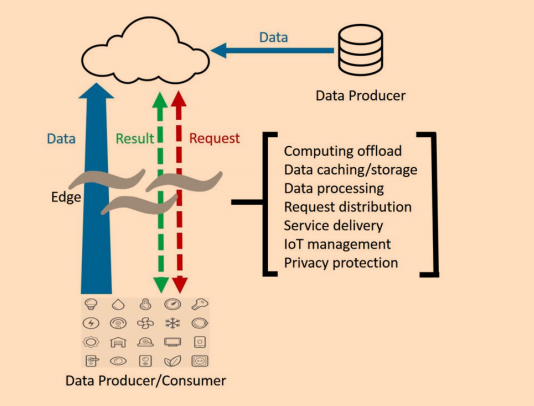 Data
Data Producer
Data
Result
Request
Edge
Computing offload
Data caching/storage
Data processing
Request distribution
Service delivery
IoT management
Privacy protection
Data Producer/Consumer